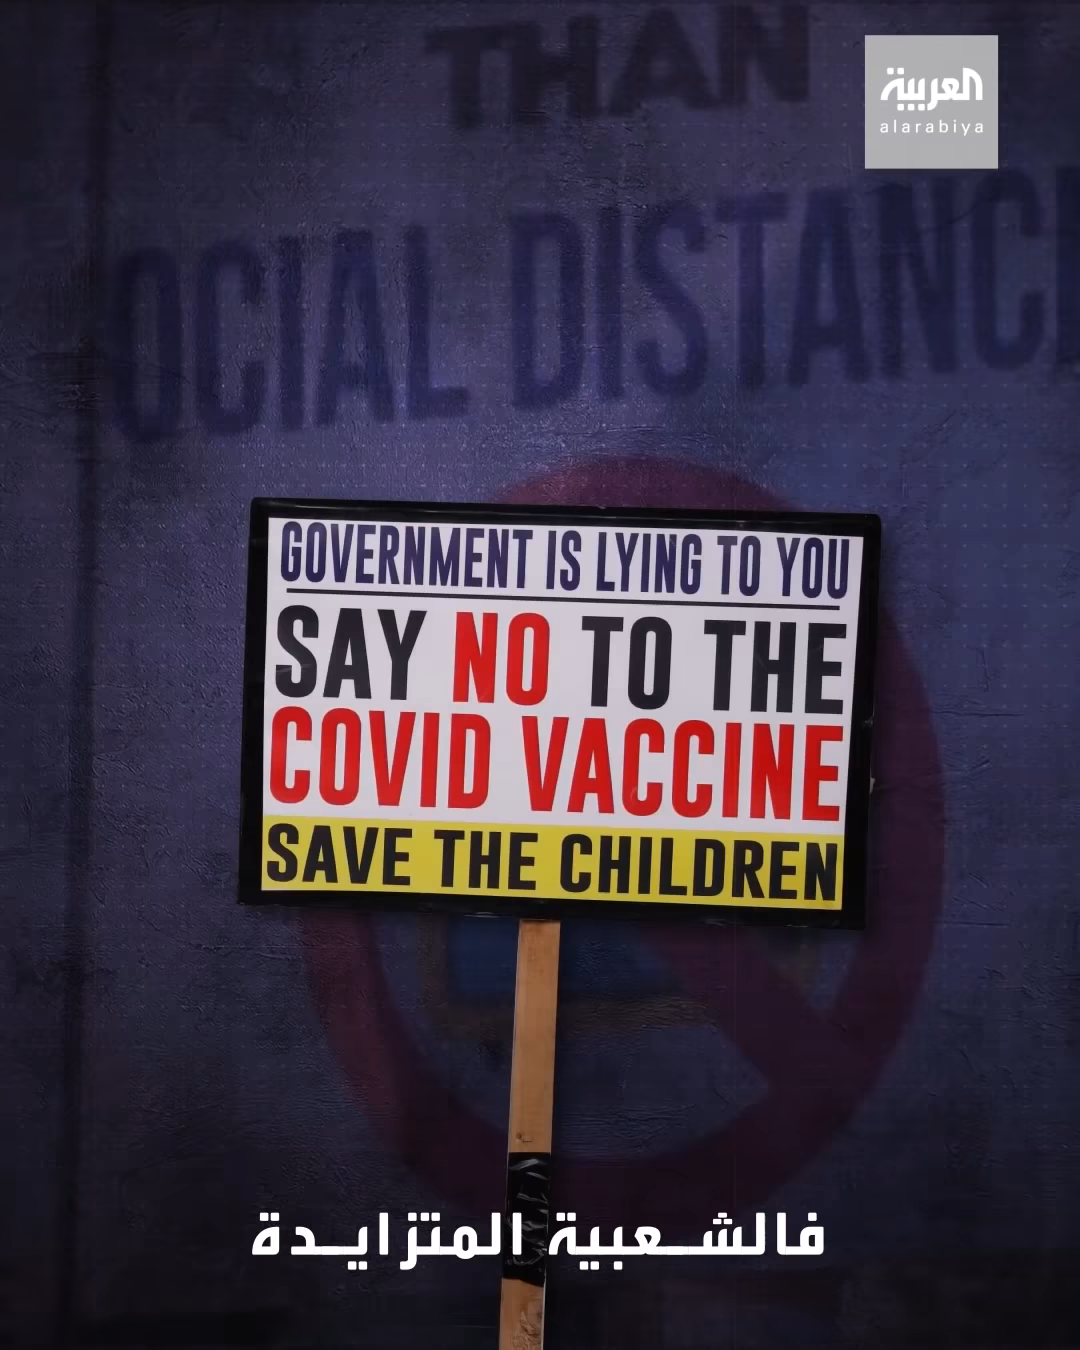 THAN
العربية
alarabiya
OCIAL DISTANC
GOVERNMENT IS LYING TO YOU
SAY NO TO THE
COVID VACCINE
SAVE THE CHILDREN
فالشعبية المتزايدة